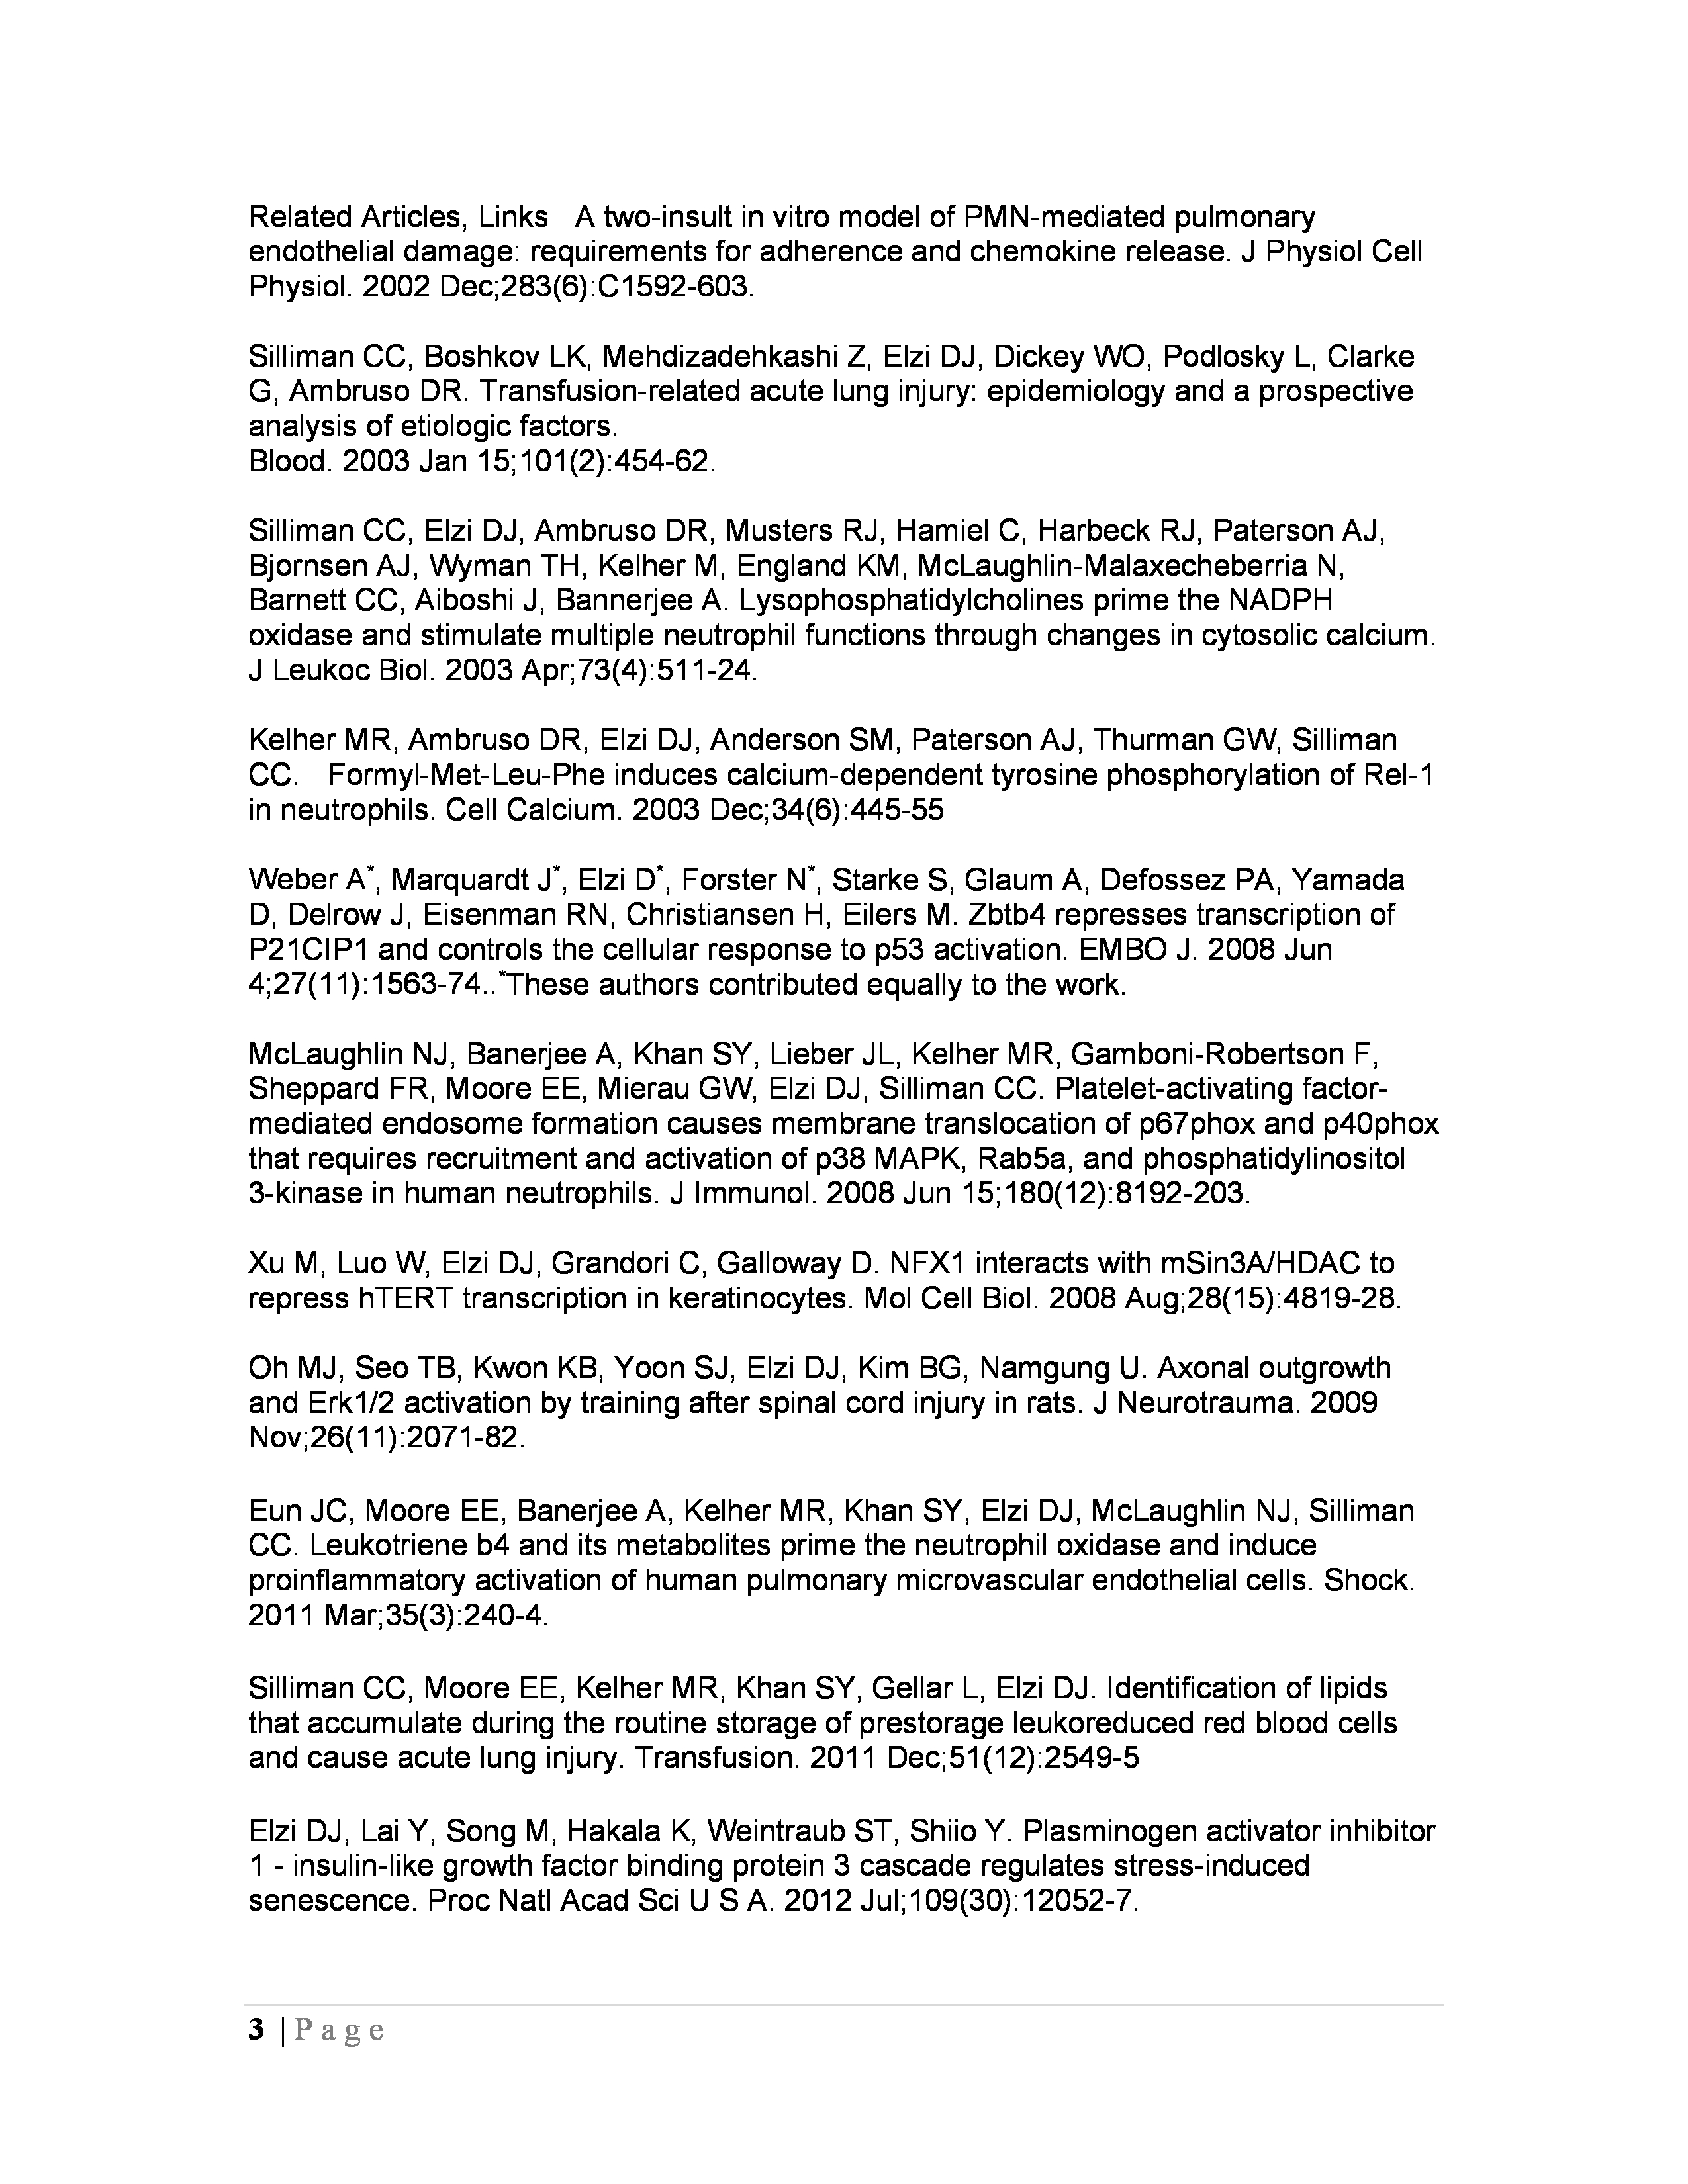 Related Articles, Links   A two-insult in vitro model of PMN-mediated pulmonary
endothelial damage: requirements for adherence and chemokine release. J Physiol Cell
Physiol. 2002 Dec;283(6):C1592-603.
Silliman CC, Boshkov LK, Mehdizadehkashi Z, Elzi DJ, Dickey WO, Podlosky L, Clarke
G, Ambruso DR. Transfusion-related acute lung injury: epidemiology and a prospective
analysis of etiologic factors.
Blood. 2003 Jan 15;101(2):454-62.
Silliman CC, Elzi DJ, Ambruso DR, Musters RJ, Hamiel C, Harbeck RJ, Paterson AJ,
Bjornsen AJ, Wyman TH, Kelher M, England KM, McLaughlin-Malaxecheberria N,
Barnett CC, Aiboshi J, Bannerjee A. Lysophosphatidylcholines prime the NADPH
oxidase and stimulate multiple neutrophil functions through changes in cytosolic calcium.
J Leukoc Biol. 2003 Apr;73(4):511-24.
Kelher MR, Ambruso DR, Elzi DJ, Anderson SM, Paterson AJ, Thurman GW, Silliman
CC.   Formyl-Met-Leu-Phe induces calcium-dependent tyrosine phosphorylation of Rel-1
in neutrophils. Cell Calcium. 2003 Dec;34(6):445-55
Weber A*, Marquardt J*, Elzi D*, Forster N*, Starke S, Glaum A, Defossez PA, Yamada
D, Delrow J, Eisenman RN, Christiansen H, Eilers M. Zbtb4 represses transcription of
P21CIP1 and controls the cellular response to p53 activation. EMBO J. 2008 Jun
4;27(11):1563-74..*These authors contributed equally to the work.
McLaughlin NJ, Banerjee A, Khan SY, Lieber JL, Kelher MR, Gamboni-Robertson F,
Sheppard FR, Moore EE, Mierau GW, Elzi DJ, Silliman CC. Platelet-activating factor-
mediated endosome formation causes membrane translocation of p67phox and p40phox
that requires recruitment and activation of p38 MAPK, Rab5a, and phosphatidylinositol
3-kinase in human neutrophils. J Immunol. 2008 Jun 15;180(12):8192-203.
Xu M, Luo W, Elzi DJ, Grandori C, Galloway D. NFX1 interacts with mSin3A/HDAC to
repress hTERT transcription in keratinocytes. Mol Cell Biol. 2008 Aug;28(15):4819-28.
Oh MJ, Seo TB, Kwon KB, Yoon SJ, Elzi DJ, Kim BG, Namgung U. Axonal outgrowth
and Erk1/2 activation by training after spinal cord injury in rats. J Neurotrauma. 2009
Nov;26(11):2071-82.
Eun JC, Moore EE, Banerjee A, Kelher MR, Khan SY, Elzi DJ, McLaughlin NJ, Silliman
CC. Leukotriene b4 and its metabolites prime the neutrophil oxidase and induce
proinflammatory activation of human pulmonary microvascular endothelial cells. Shock.
2011 Mar;35(3):240-4.
Silliman CC, Moore EE, Kelher MR, Khan SY, Gellar L, Elzi DJ. Identification of lipids
that accumulate during the routine storage of prestorage leukoreduced red blood cells
and cause acute lung injury. Transfusion. 2011 Dec;51(12):2549-5
Elzi DJ, Lai Y, Song M, Hakala K, Weintraub ST, Shiio Y. Plasminogen activator inhibitor
1 - insulin-like growth factor binding protein 3 cascade regulates stress-induced
senescence. Proc Natl Acad Sci U S A. 2012 Jul;109(30):12052-7.
3 | Page